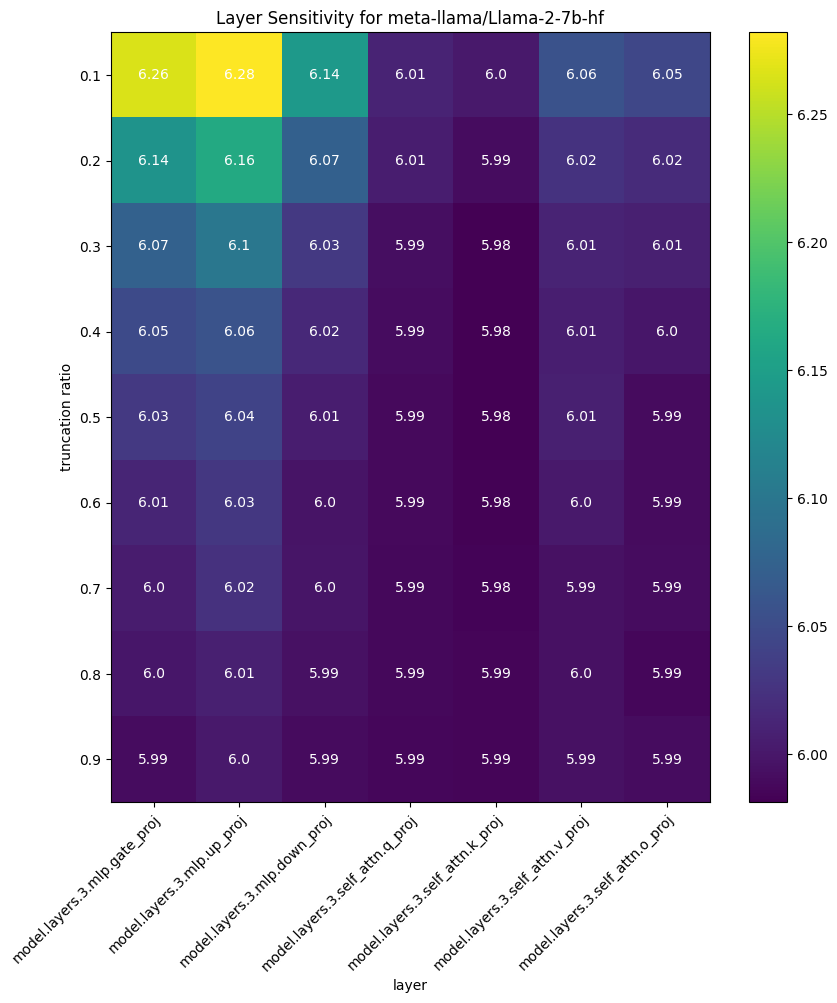 Layer Sensitivity for meta-llama/Llama-2-7b-hf
0.1 6.26 6.28 6.14 6.01 6.0 6.06 6.05
0.2 6.14 6.16 6.07 6.01 5.99 6.02 6.02
0.3 6.07 6.1 6.03 5.99 5.98 6.01 6.01
0.4 6.05 6.06 6.02 5.99 5.98 6.01 6.0
0.5 6.03 6.04 6.01 5.99 5.98 6.01 5.99
0.6 6.01 6.03 6.0 5.99 5.98 6.0 5.99
0.7 6.0 6.02 6.0 5.99 5.98 5.99 5.99
0.8 6.0 6.01 5.99 5.99 5.99 6.0 5.99
0.9 5.99 6.0 5.99 5.99 5.99 5.99 5.99
truncation ratio
model.layers.3.mlp.gate_proj
model.layers.3.mlp.up_proj
model.layers.3.mlp.down_proj
model.layers.3.self_attn.q_proj
model.layers.3.self_attn.k_proj
model.layers.3.self_attn.v_proj
model.layers.3.self_attn.o_proj
layer
6.25
6.20
6.15
6.10
6.05
6.00